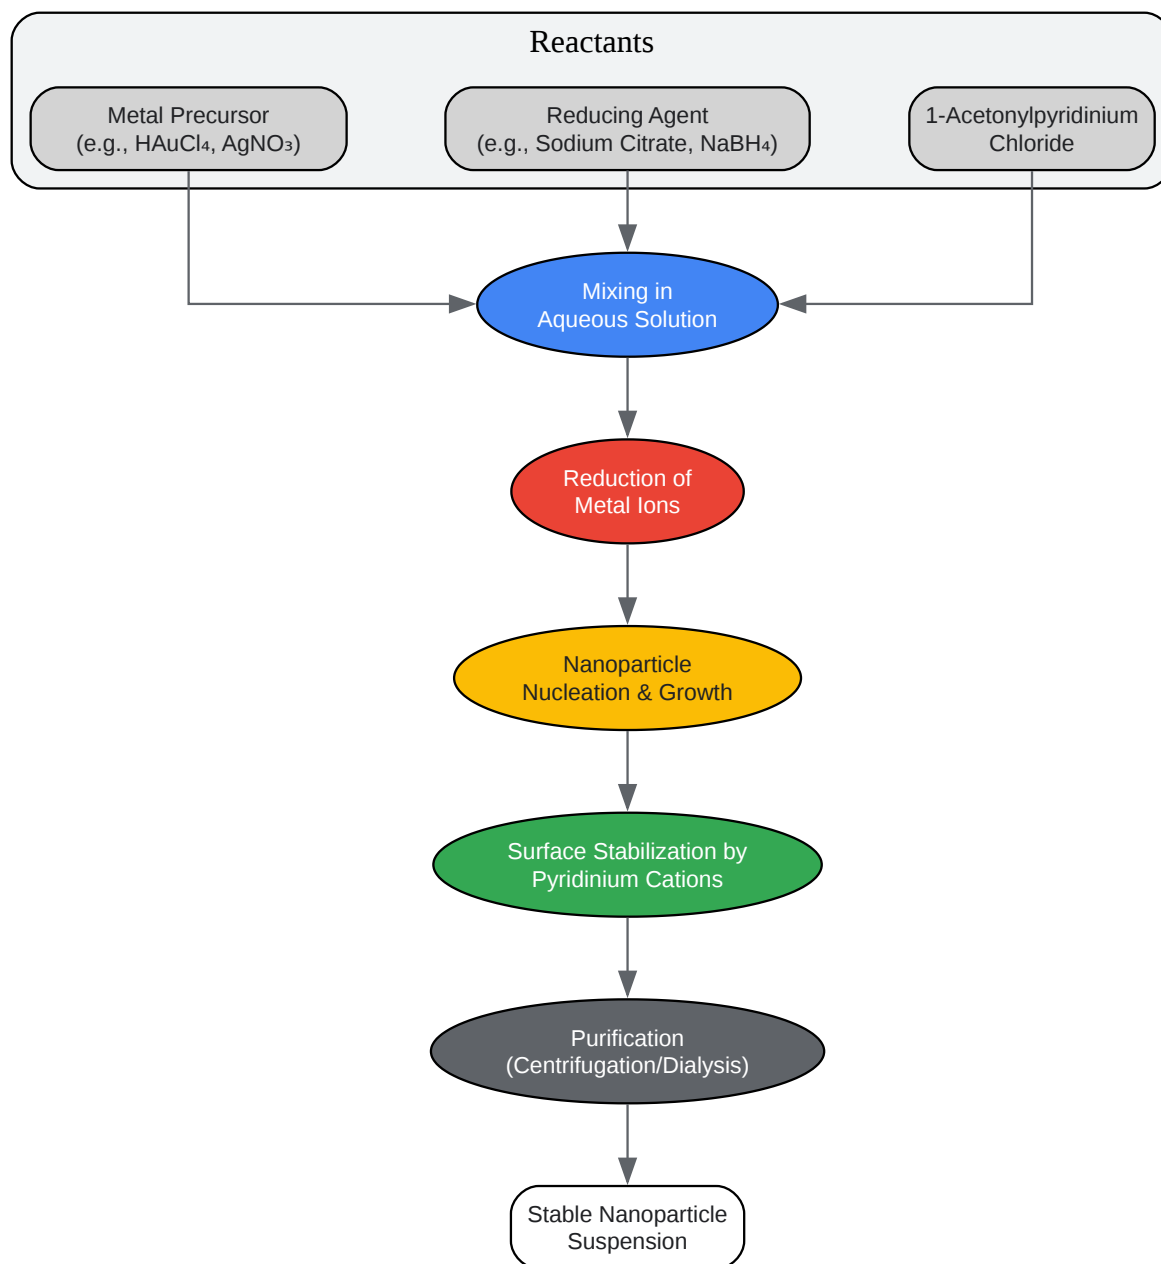 Reactants
Metal Precursor
(e.g., HAuCl₄, AgNO₃)
Reducing Agent
(e.g., Sodium Citrate, NaBH₄)
1-Acetonylpyridinium
Chloride
Mixing in
Aqueous Solution
Reduction of
Metal Ions
Nanoparticle
Nucleation & Growth
Surface Stabilization by
Pyridinium Cations
Purification
(Centrifugation/Dialysis)
Stable Nanoparticle
Suspension